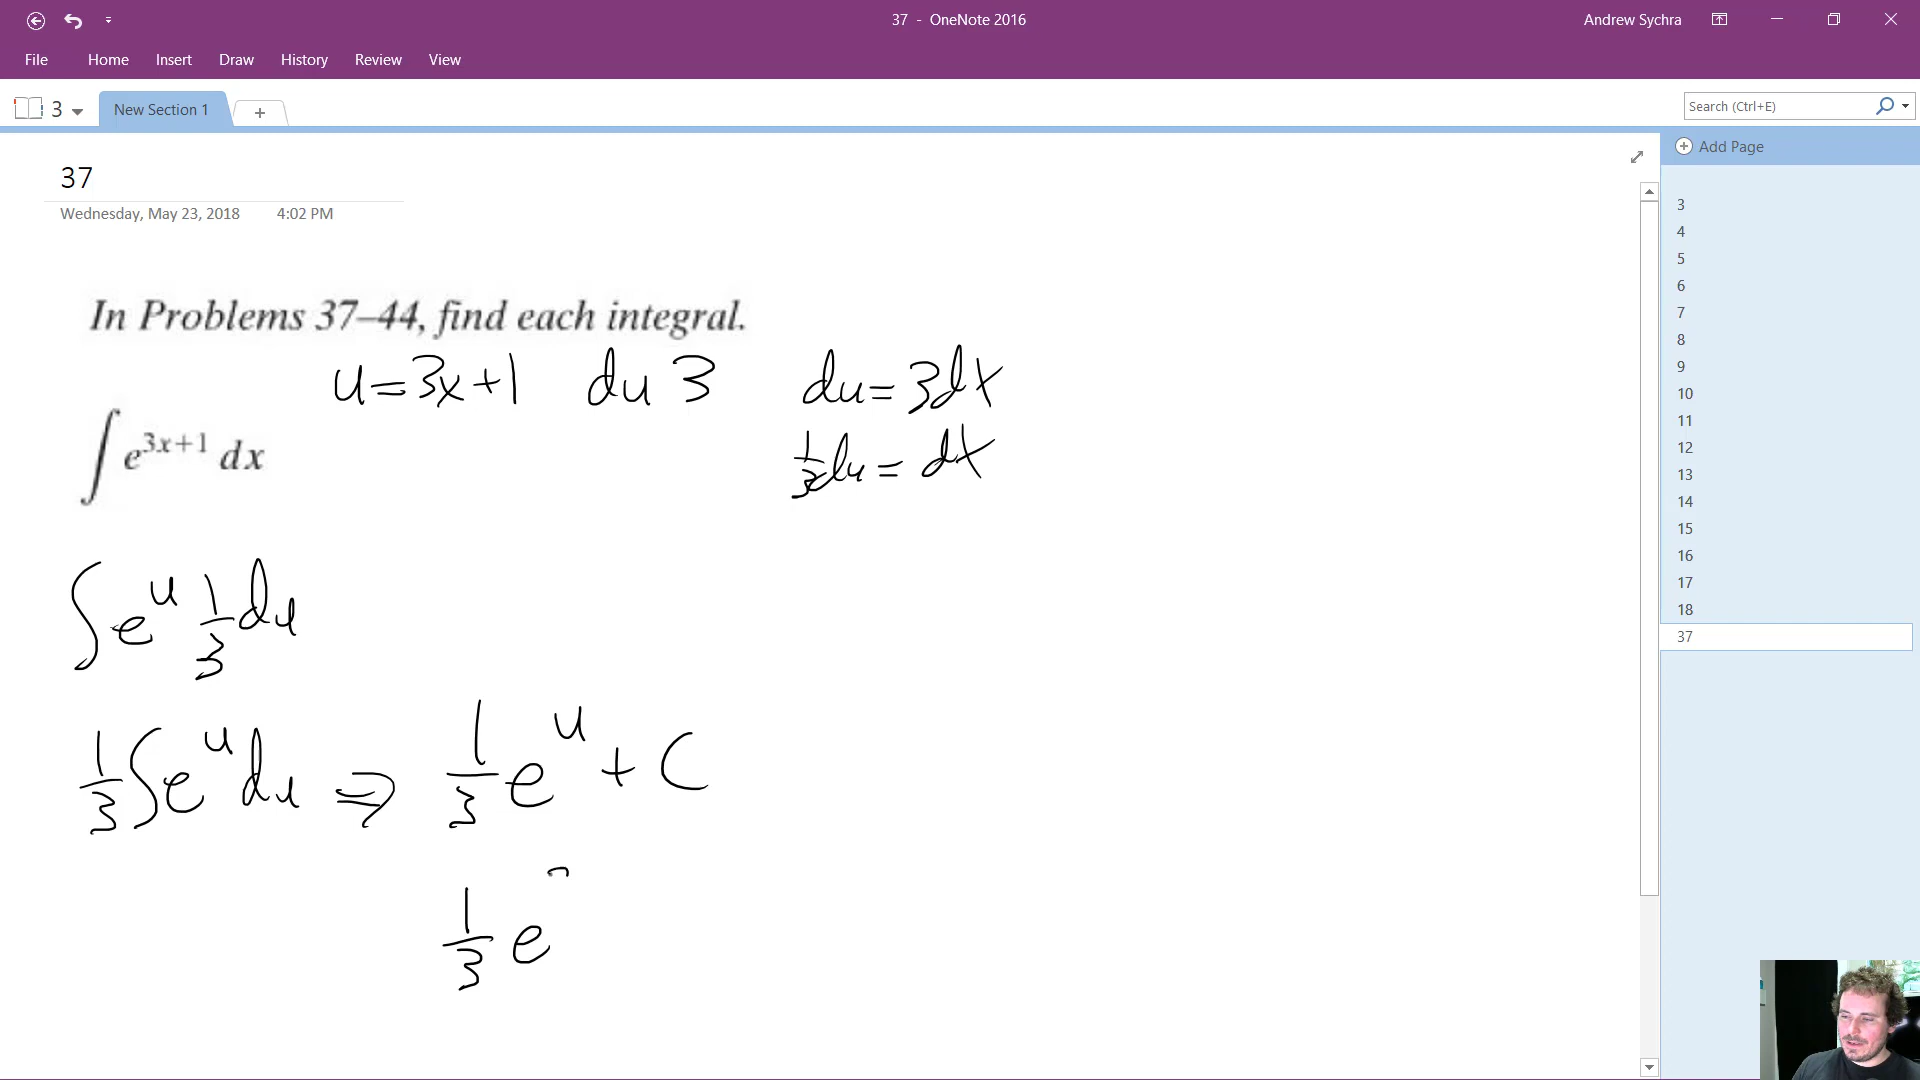 37 - OneNote 2016
Andrew Sychra
File Home Insert Draw History Review View
3 New Section 1 +
Search (Ctrl+E)
Add Page
37
Wednesday, May 23, 2018 4:02 PM
In Problems 37–44, find each integral.
u=3x+1 du 3 du=3dx
∫ e^{3x+1} dx
1/3 du = dx
∫e^u 1/3 du
1/3 ∫e^u du ⇒ 1/3 e^u + C
1/3 e
3
4
5
6
7
8
9
10
11
12
13
14
15
16
17
18
37